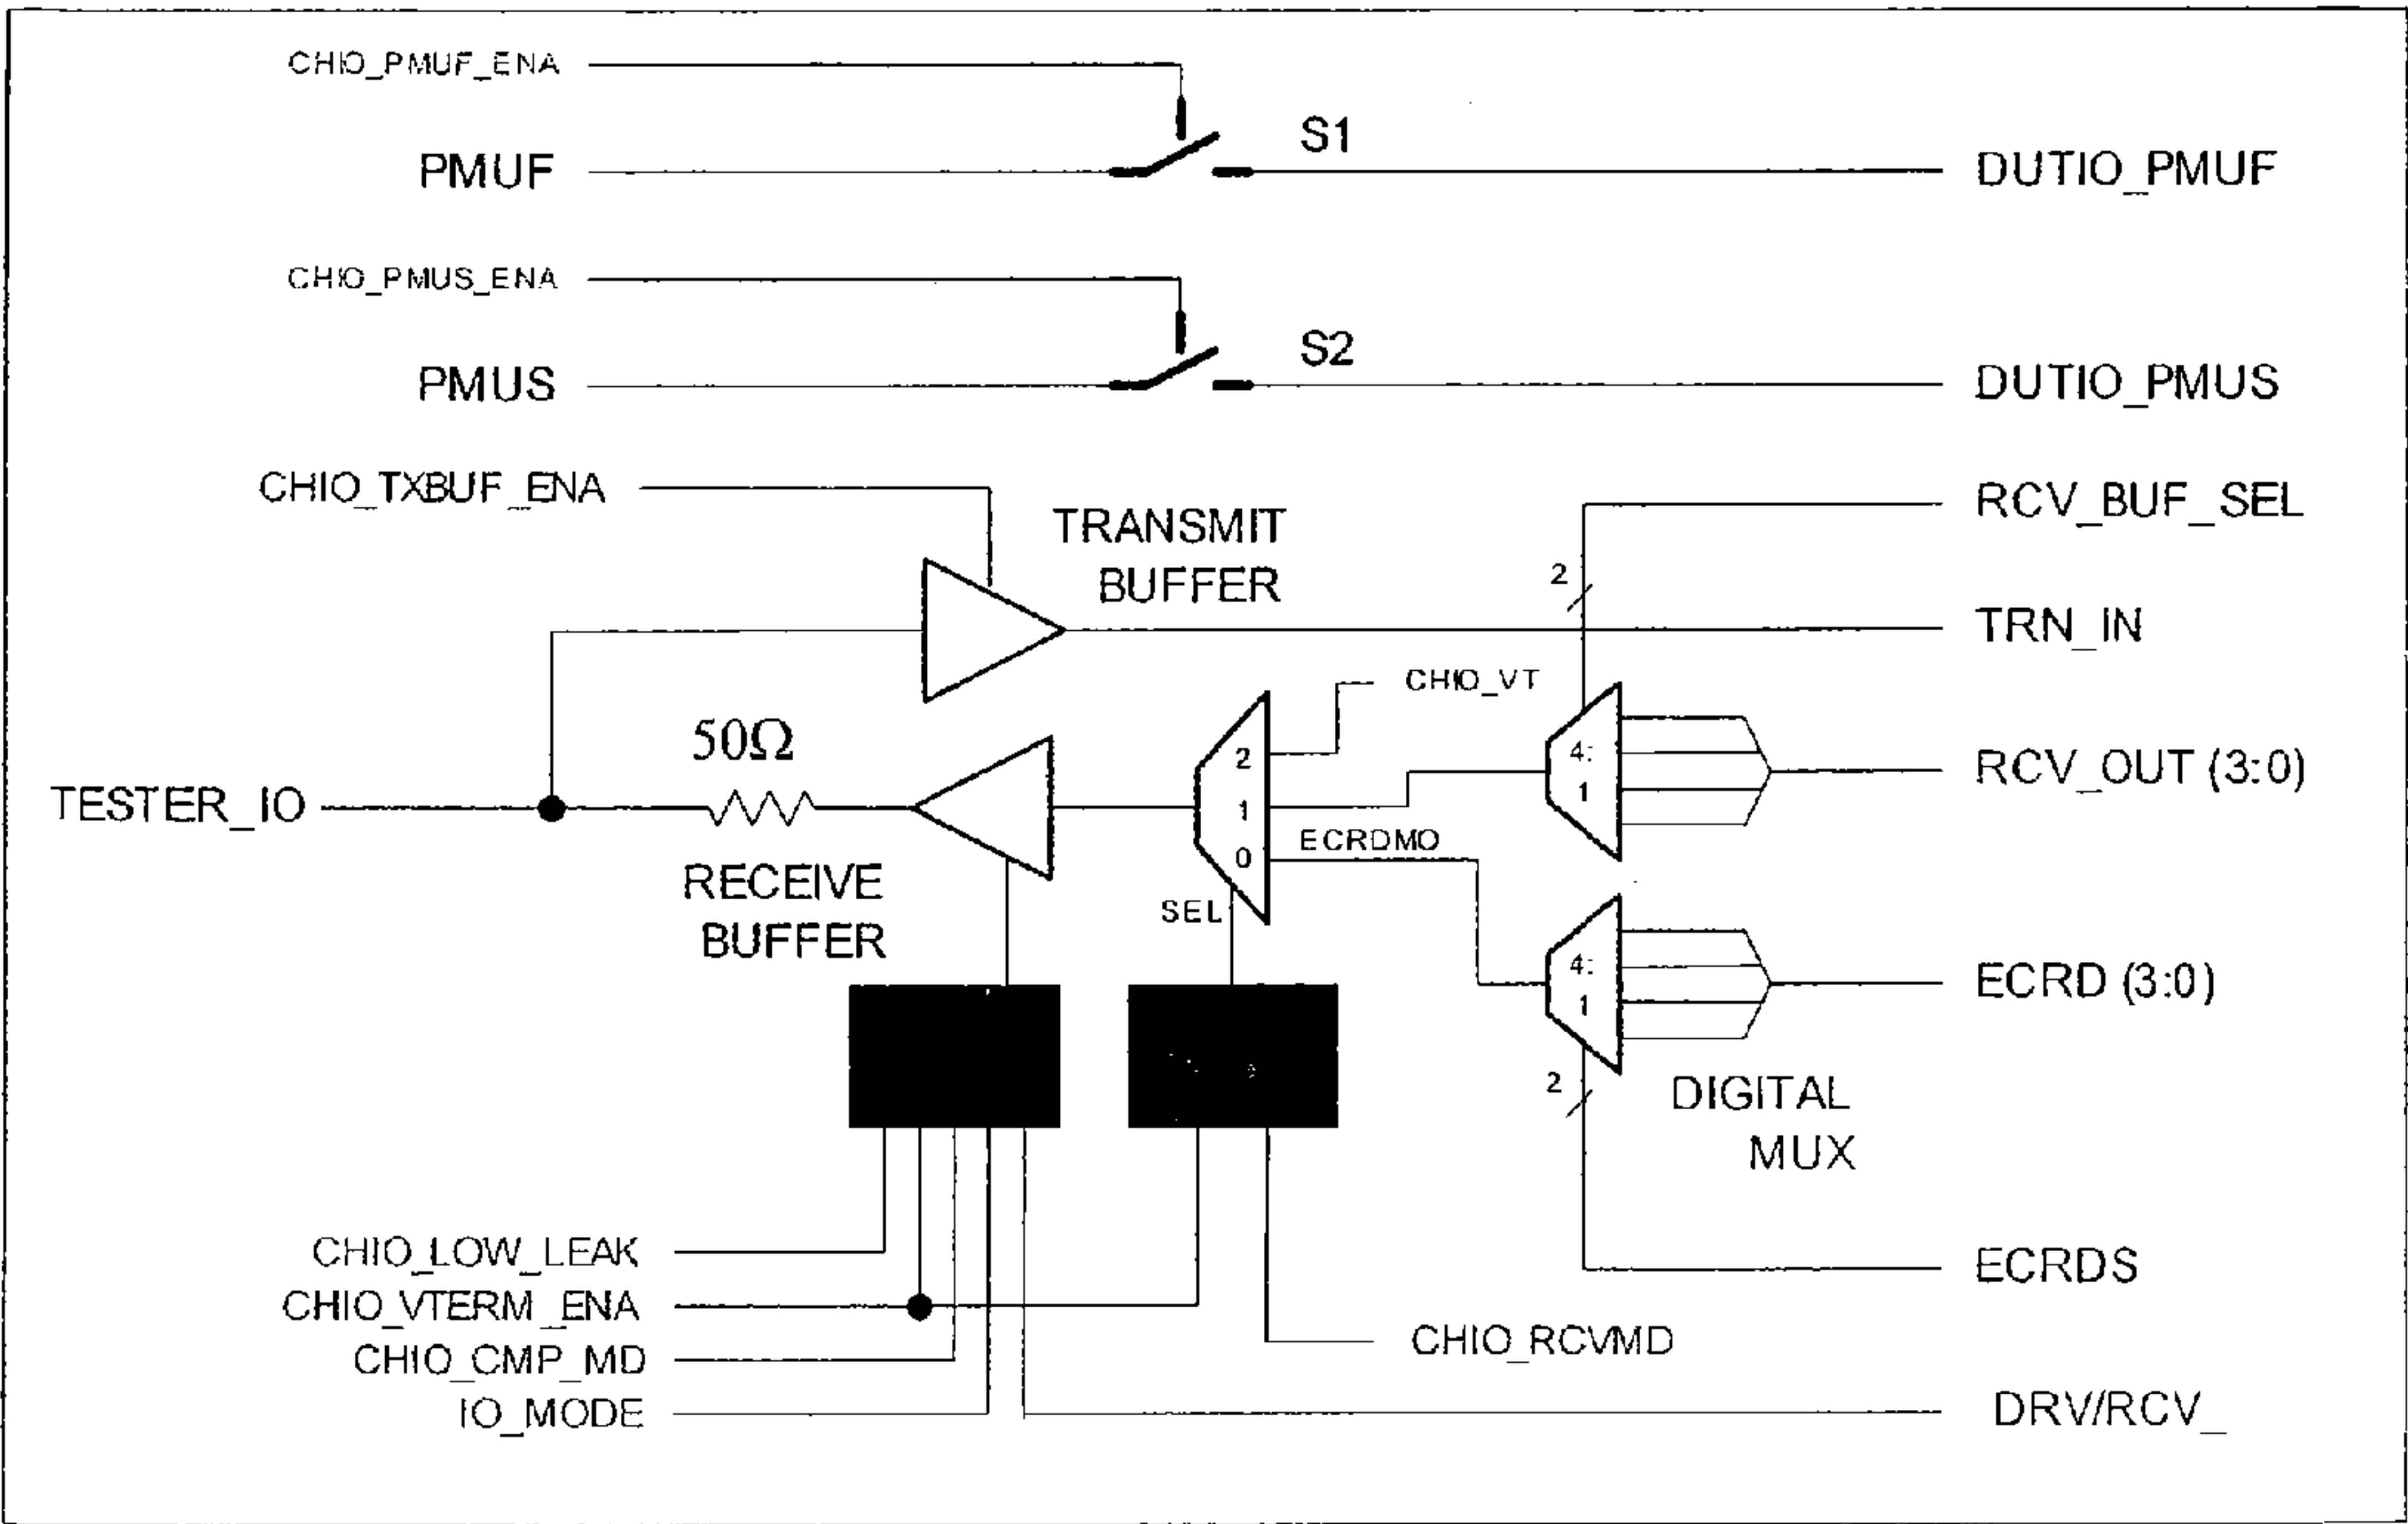 CHIO_PMUF_ENA
S1
PMUF
DUTIO_PMUF
CHIO_PMUS_ENA
S2
PMUS
DUTIO_PMUS
CHIO_TXBUF_ENA
RCV_BUF_SEL
TRANSMIT
BUFFER
2
TRN_IN
CHIO_VT
50Ω
2
4:
1
RCV_OUT (3:0)
TESTER_IO
1
ECRDMO
0
RECEIVE
BUFFER
SEL
4:
1
ECRD (3:0)
2
DIGITAL
MUX
CHIO_LOW_LEAK
ECRDS
CHIO_VTERM_ENA
CHIO_RCVMD
CHIO_CMP_MD
IO_MODE
DRV/RCV_